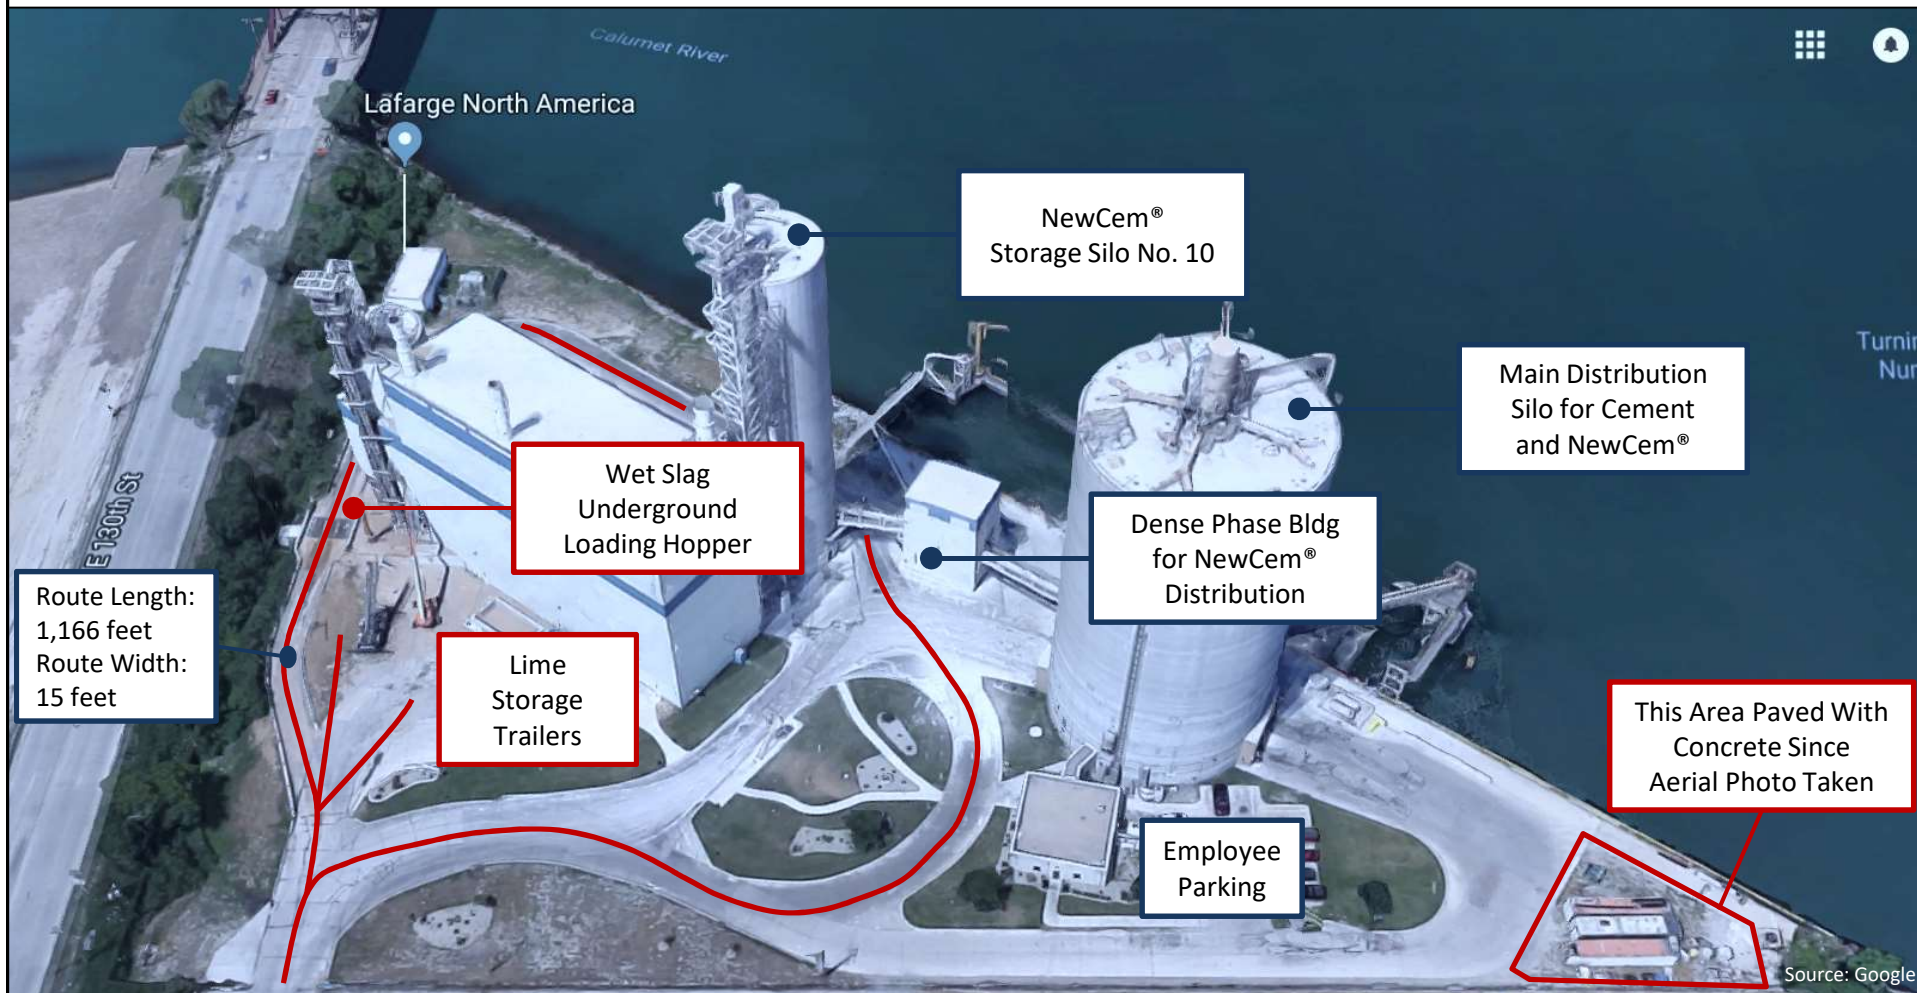 Calumet River
Lafarge North America
NewCem®
Storage Silo No. 10
Turnin
Nur
Main Distribution
Silo for Cement
and NewCem®
Wet Slag
Underground
Loading Hopper
E 130th St
Dense Phase Bldg
for NewCem®
Distribution
Route Length:
1,166 feet
Route Width:
15 feet
Lime
Storage
Trailers
This Area Paved With
Concrete Since
Aerial Photo Taken
Employee
Parking
Source: Google